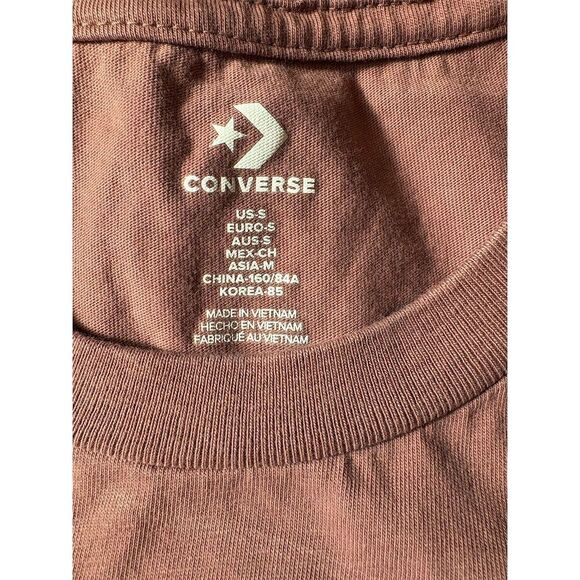 CONVERSE
US-S
EURO-S
AUS-S
MEX-CH
ASIA-M
CHINA-160/84A
KOREA-85
MADE IN VIETNAM
HECHO EN VIETNAM
FABRIQUÉ AU VIETNAM